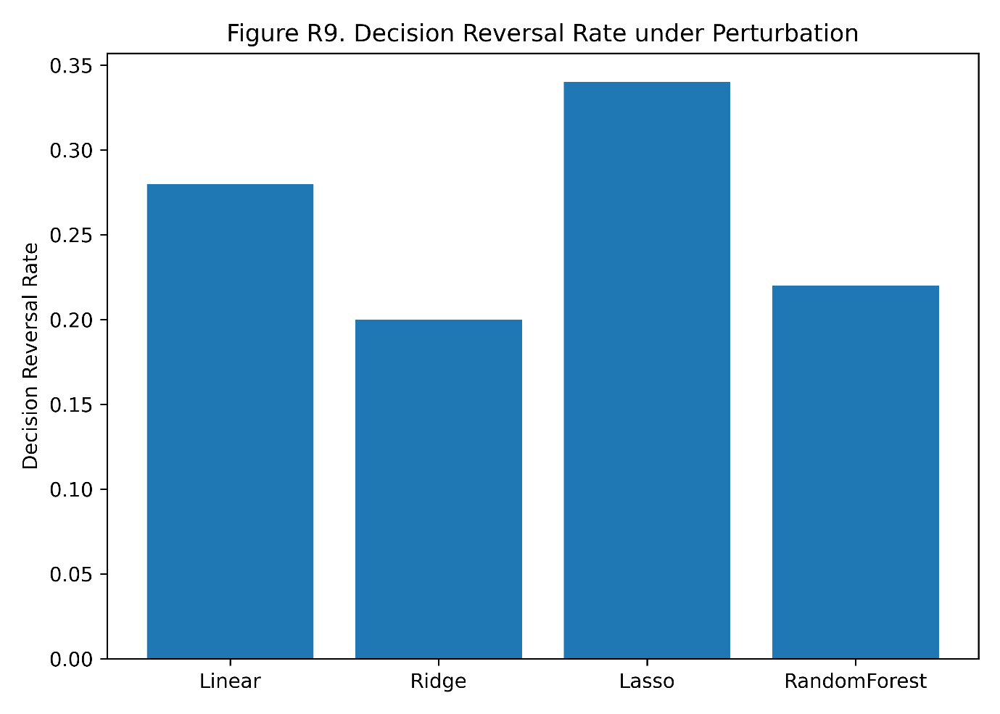 Figure R9. Decision Reversal Rate under Perturbation
Decision Reversal Rate
0.35
0.30
0.25
0.20
0.15
0.10
0.05
0.00
Linear
Ridge
Lasso
RandomForest